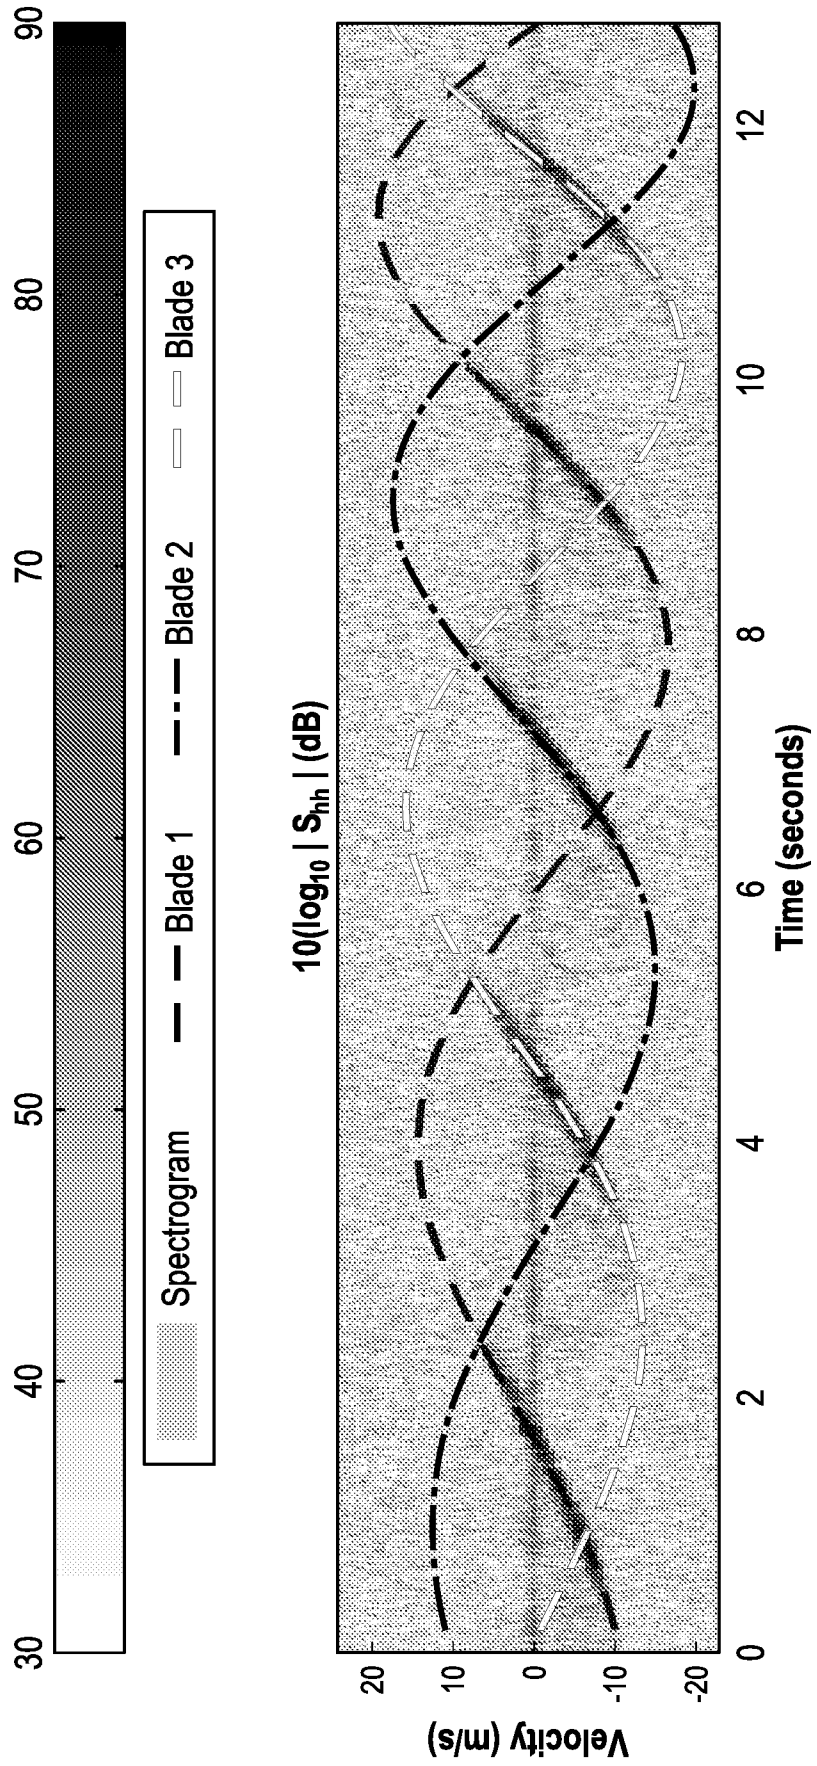 30 40 50 60 70 80 90
Spectrogram Blade 1 Blade 2 Blade 3
10(log10 | Shh | (dB)
20
10
0
-10
-20
Velocity (m/s)
0 2 4 6 8 10 12
Time (seconds)